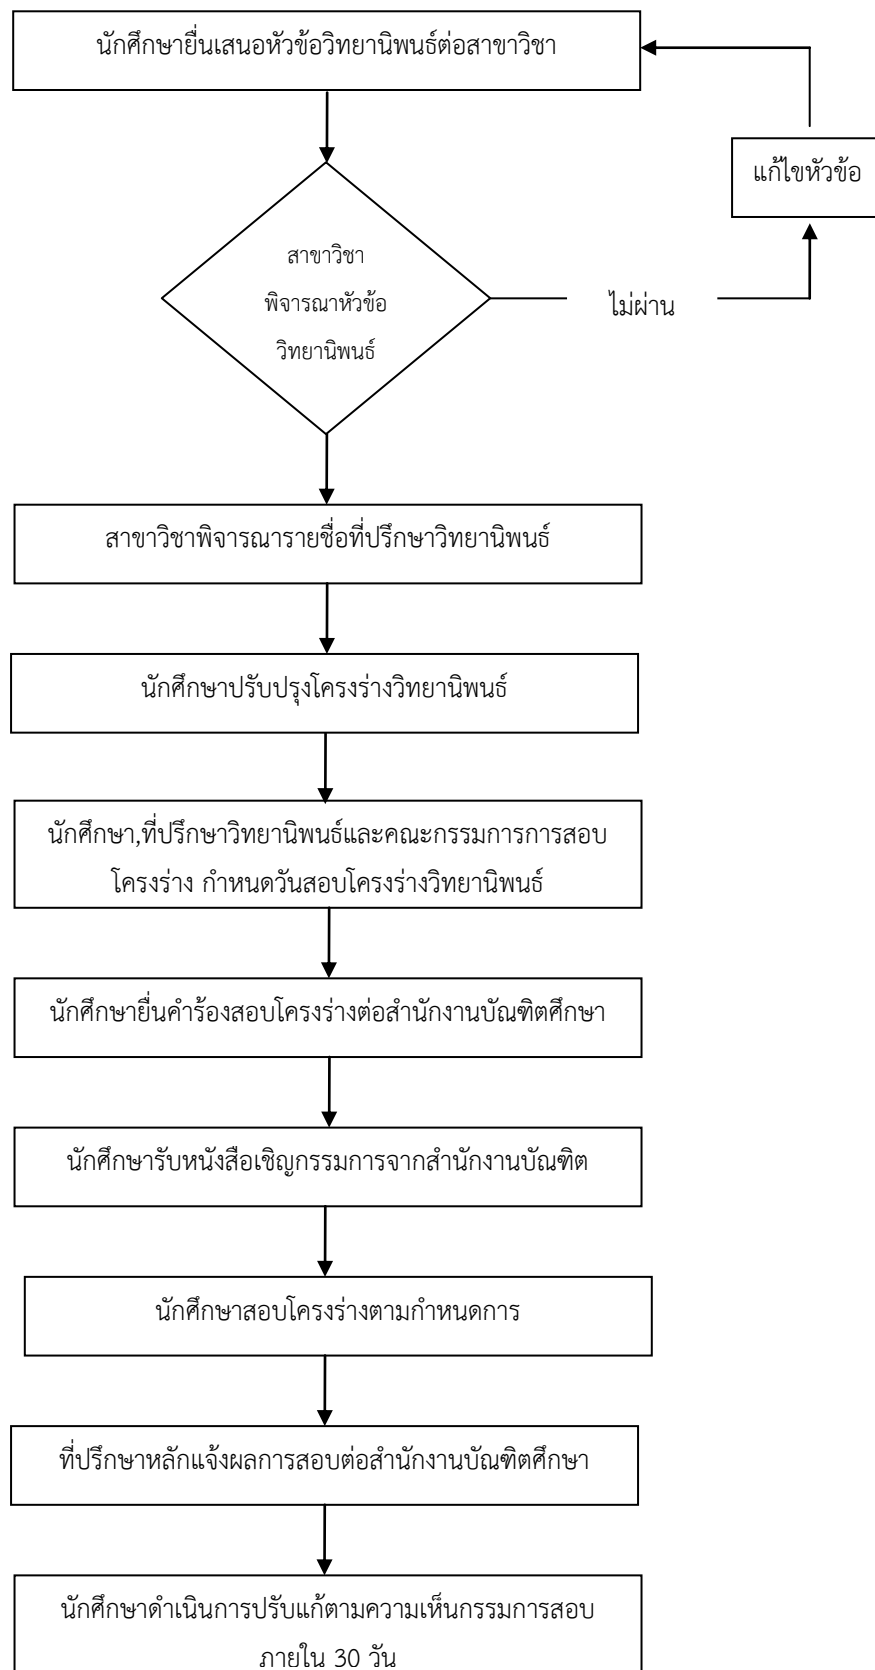 นักศึกษายื่นเสนอหัวข้อวิทยานิพนธ์ต่อสาขาวิชา
แก้ไขหัวข้อ
สาขาวิชา
พิจารณาหัวข้อ
วิทยานิพนธ์
ไม่ผ่าน
สาขาวิชาพิจารณารายชื่อที่ปรึกษาวิทยานิพนธ์
นักศึกษาปรับปรุงโครงร่างวิทยานิพนธ์
นักศึกษา,ที่ปรึกษาวิทยานิพนธ์และคณะกรรมการการสอบ
โครงร่าง กำหนดวันสอบโครงร่างวิทยานิพนธ์
นักศึกษายื่นคำร้องสอบโครงร่างต่อสำนักงานบัณฑิตศึกษา
นักศึกษารับหนังสือเชิญกรรมการจากสำนักงานบัณฑิต
นักศึกษาสอบโครงร่างตามกำหนดการ
ที่ปรึกษาหลักแจ้งผลการสอบต่อสำนักงานบัณฑิตศึกษา
นักศึกษาดำเนินการปรับแก้ตามความเห็นกรรมการสอบ
ภายใน 30 วัน